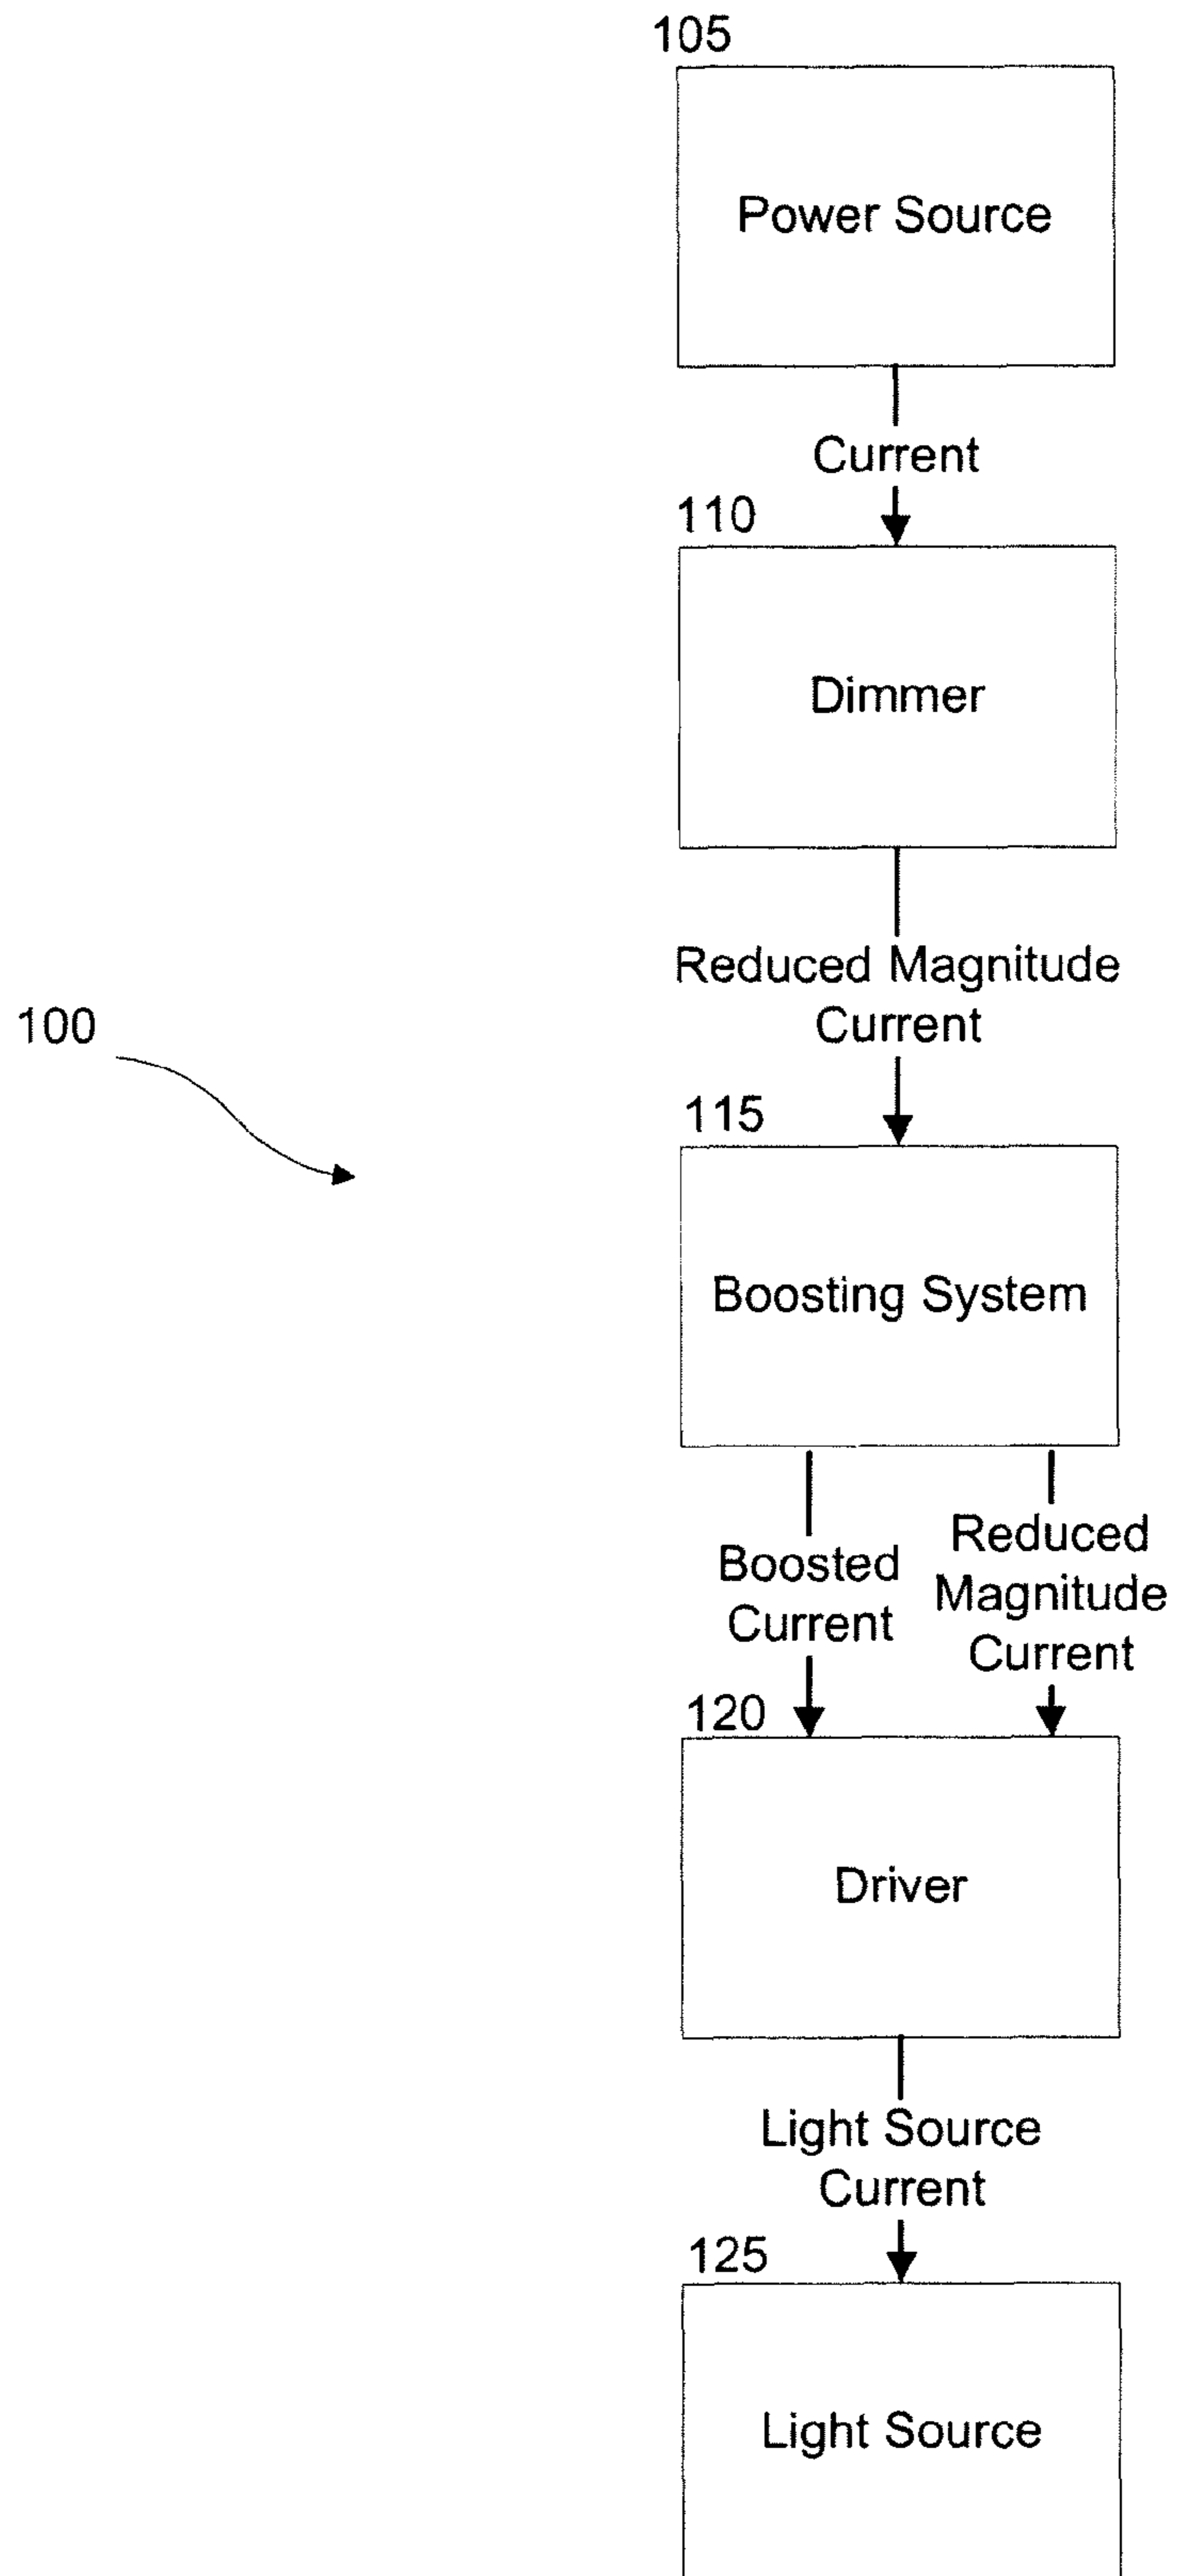 105
Power Source
Current
110
Dimmer
Reduced Magnitude
Current
100
115
Boosting System
Boosted
Current
Reduced
Magnitude
Current
120
Driver
Light Source
Current
125
Light Source